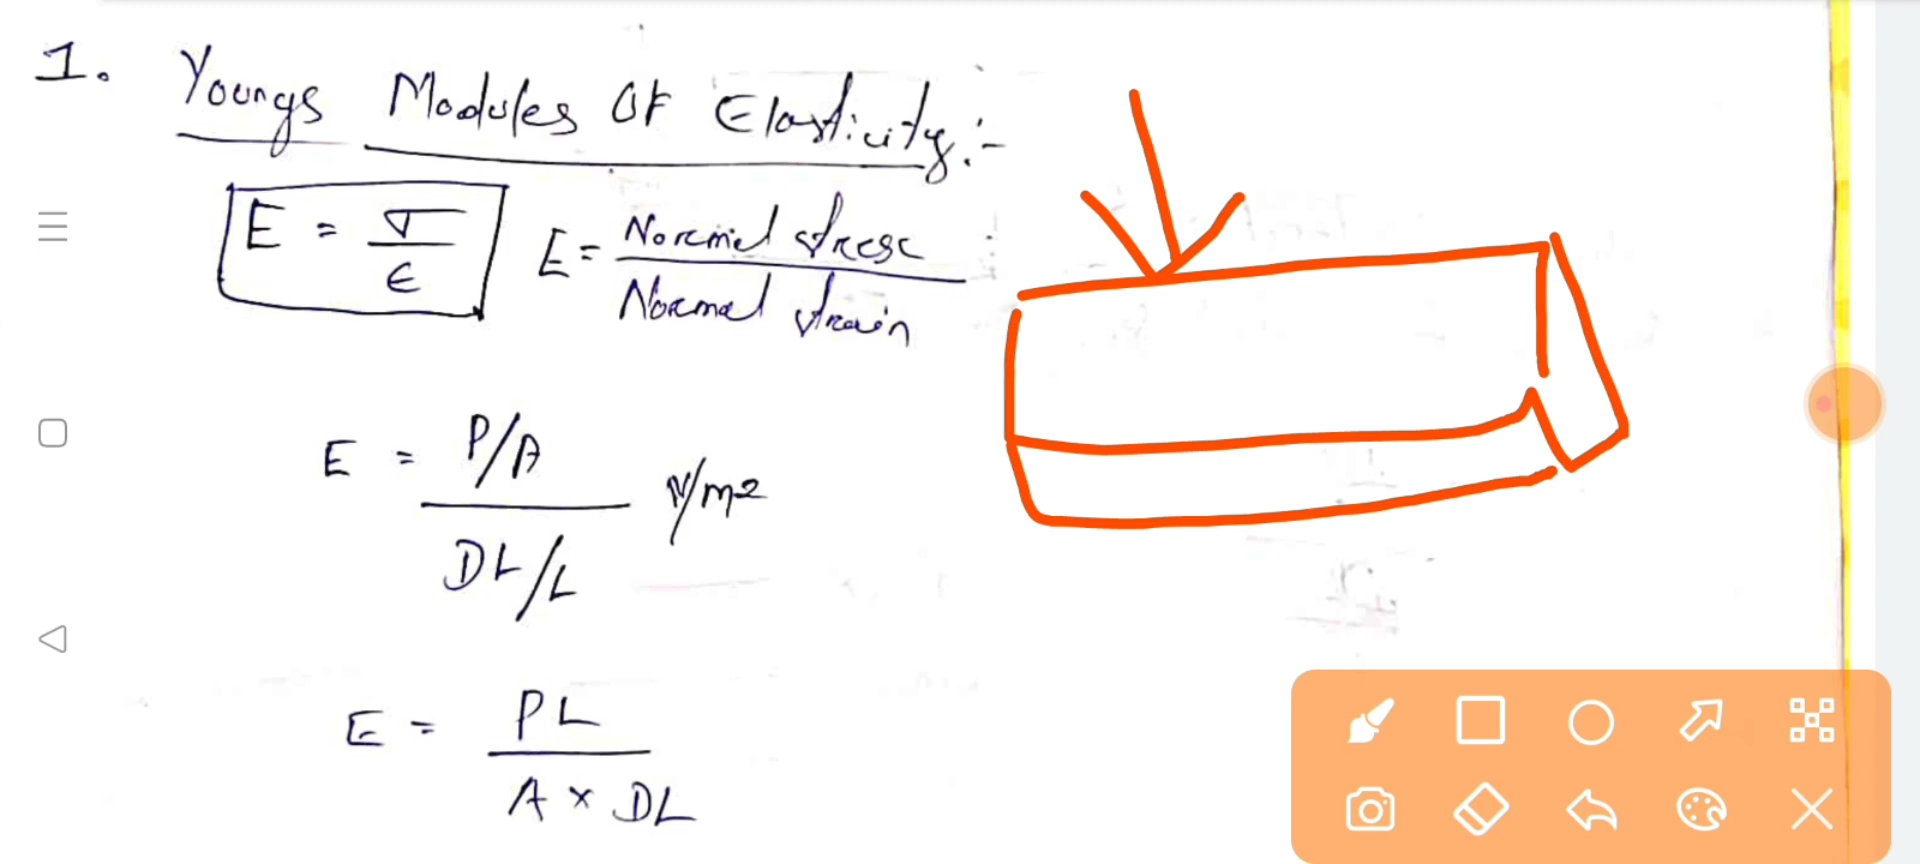 1. Youngs Modules Of Elasticity:-
E = σ/ϵ E = Normal stress / Normal strain
E = P/A
N/m2
DL/L
E = PL
A × DL